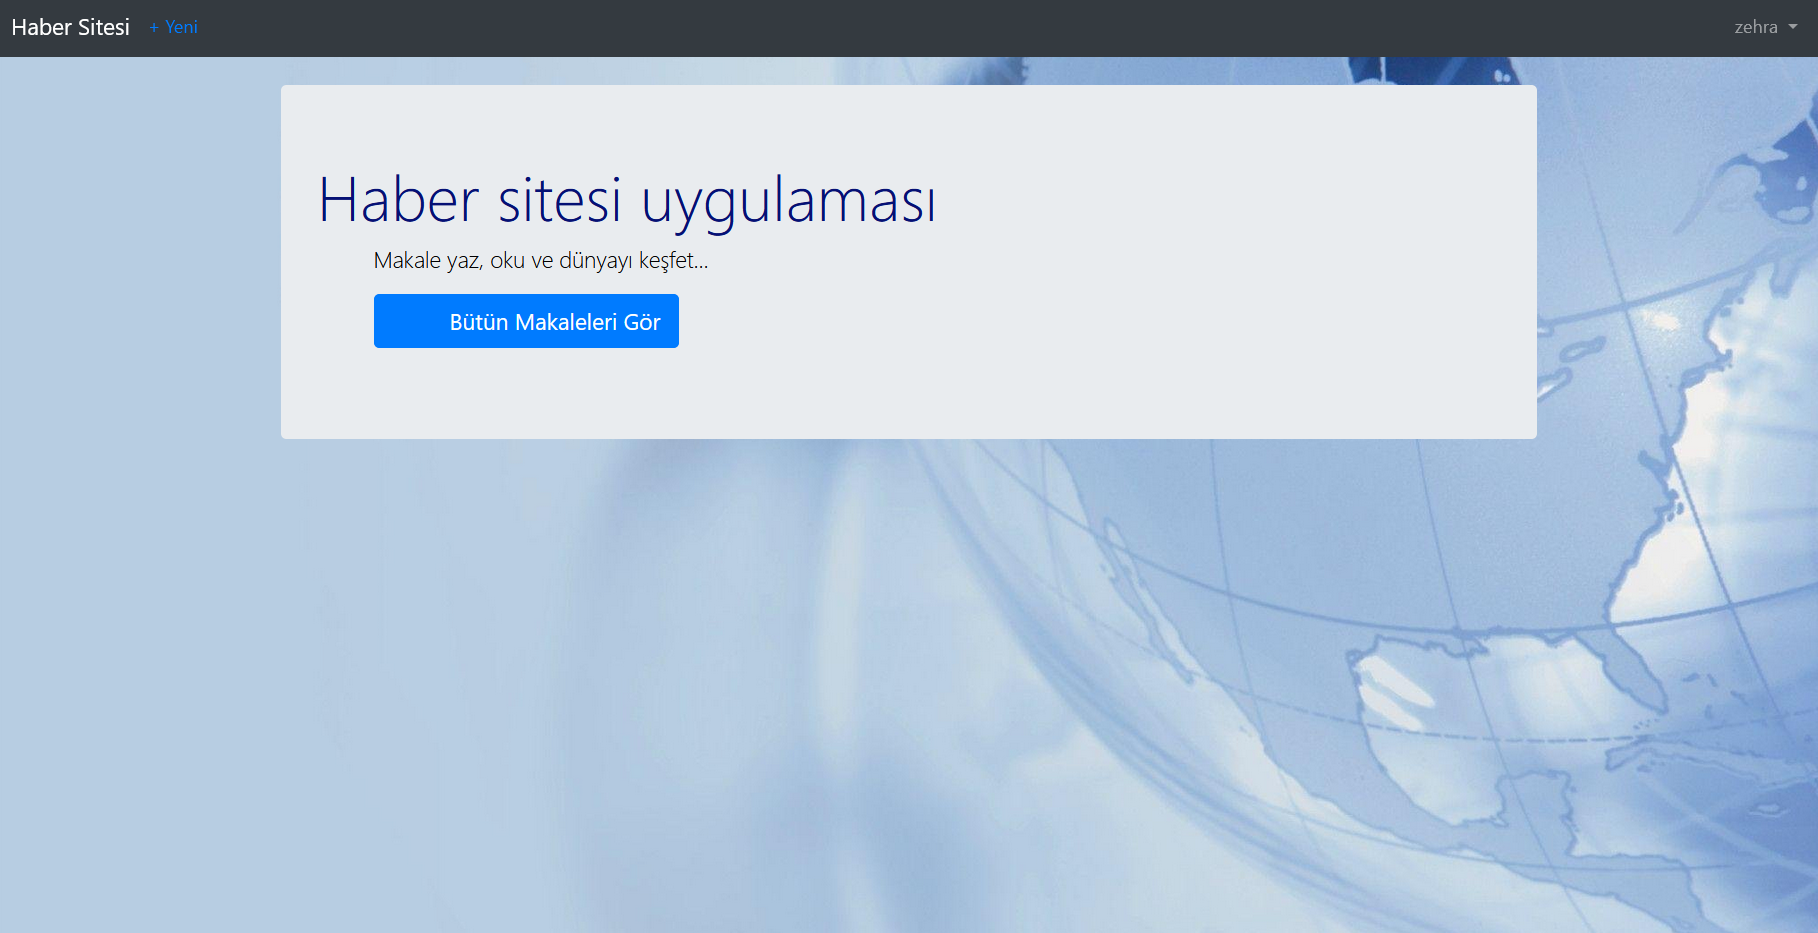 Haber Sitesi + Yeni zehra
Haber sitesi uygulaması
Makale yaz, oku ve dünyayı keşfet...
Bütün Makaleleri Gör